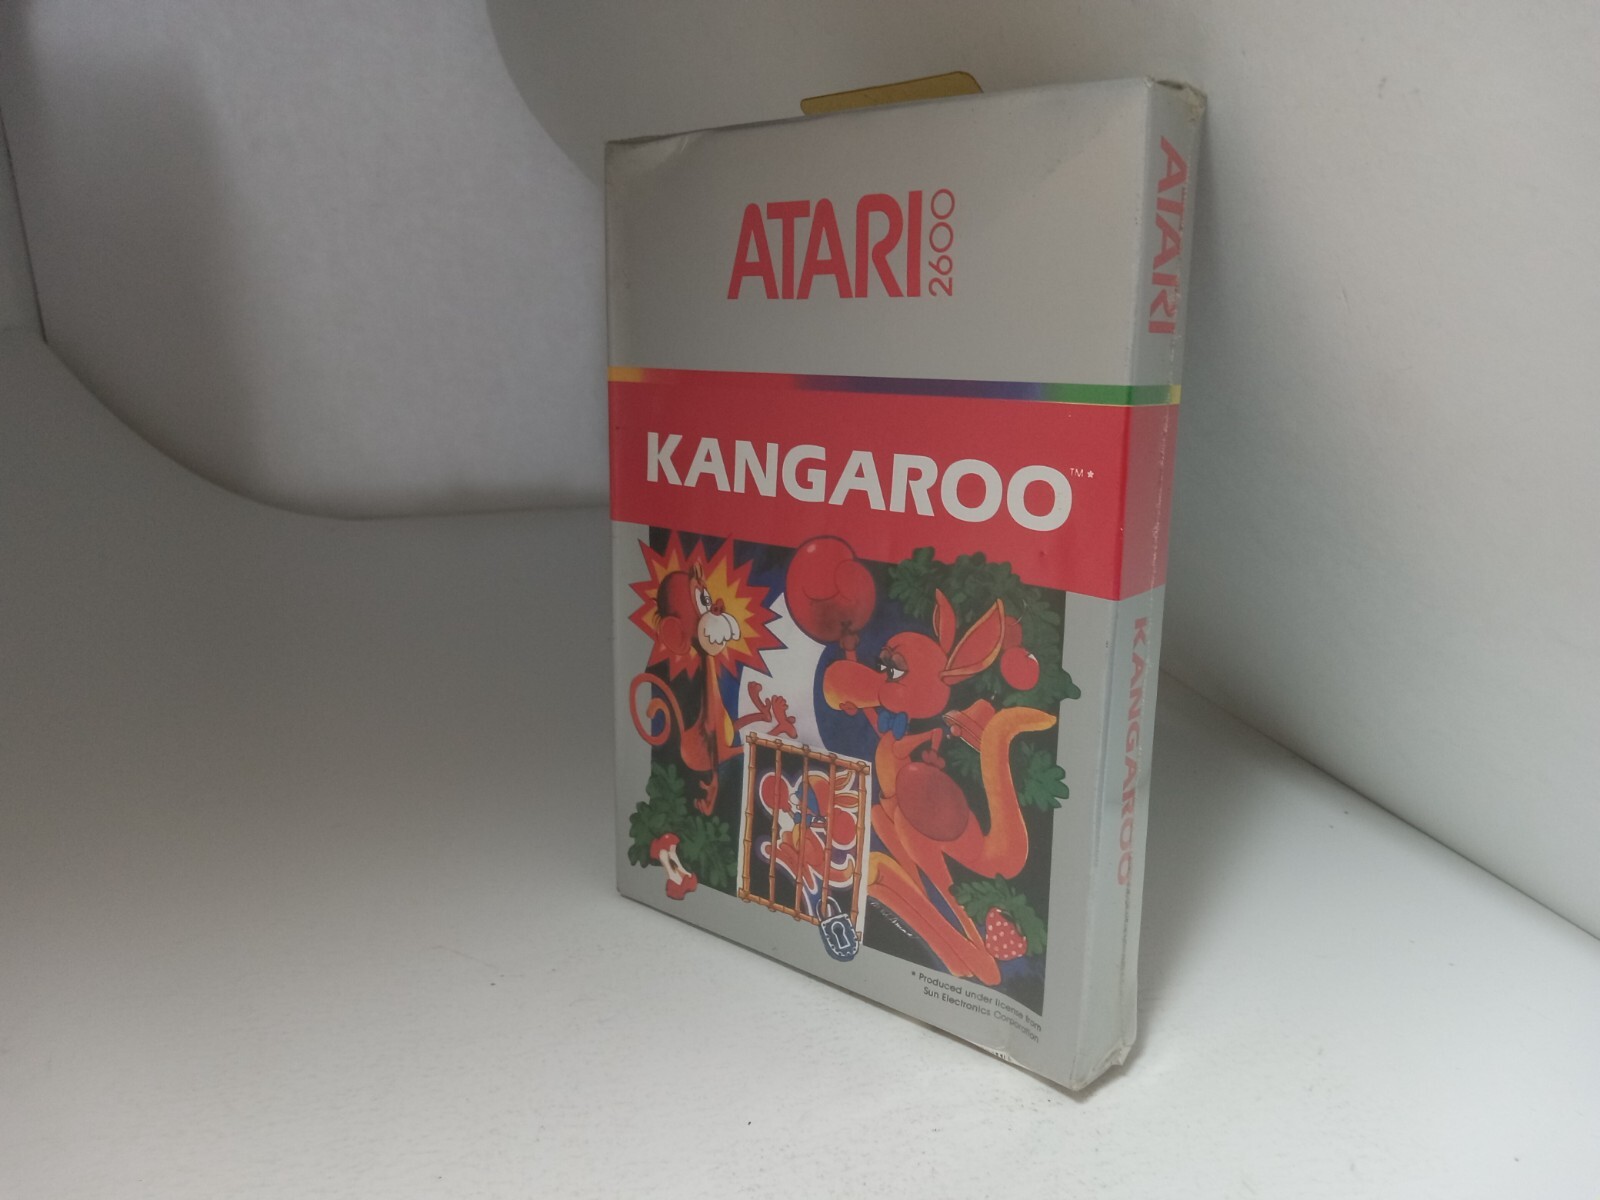 ATARI 2600
KANGAROO™*
* Produced under license from
Sun Electronics Corporation
ATARI
KANGAROO